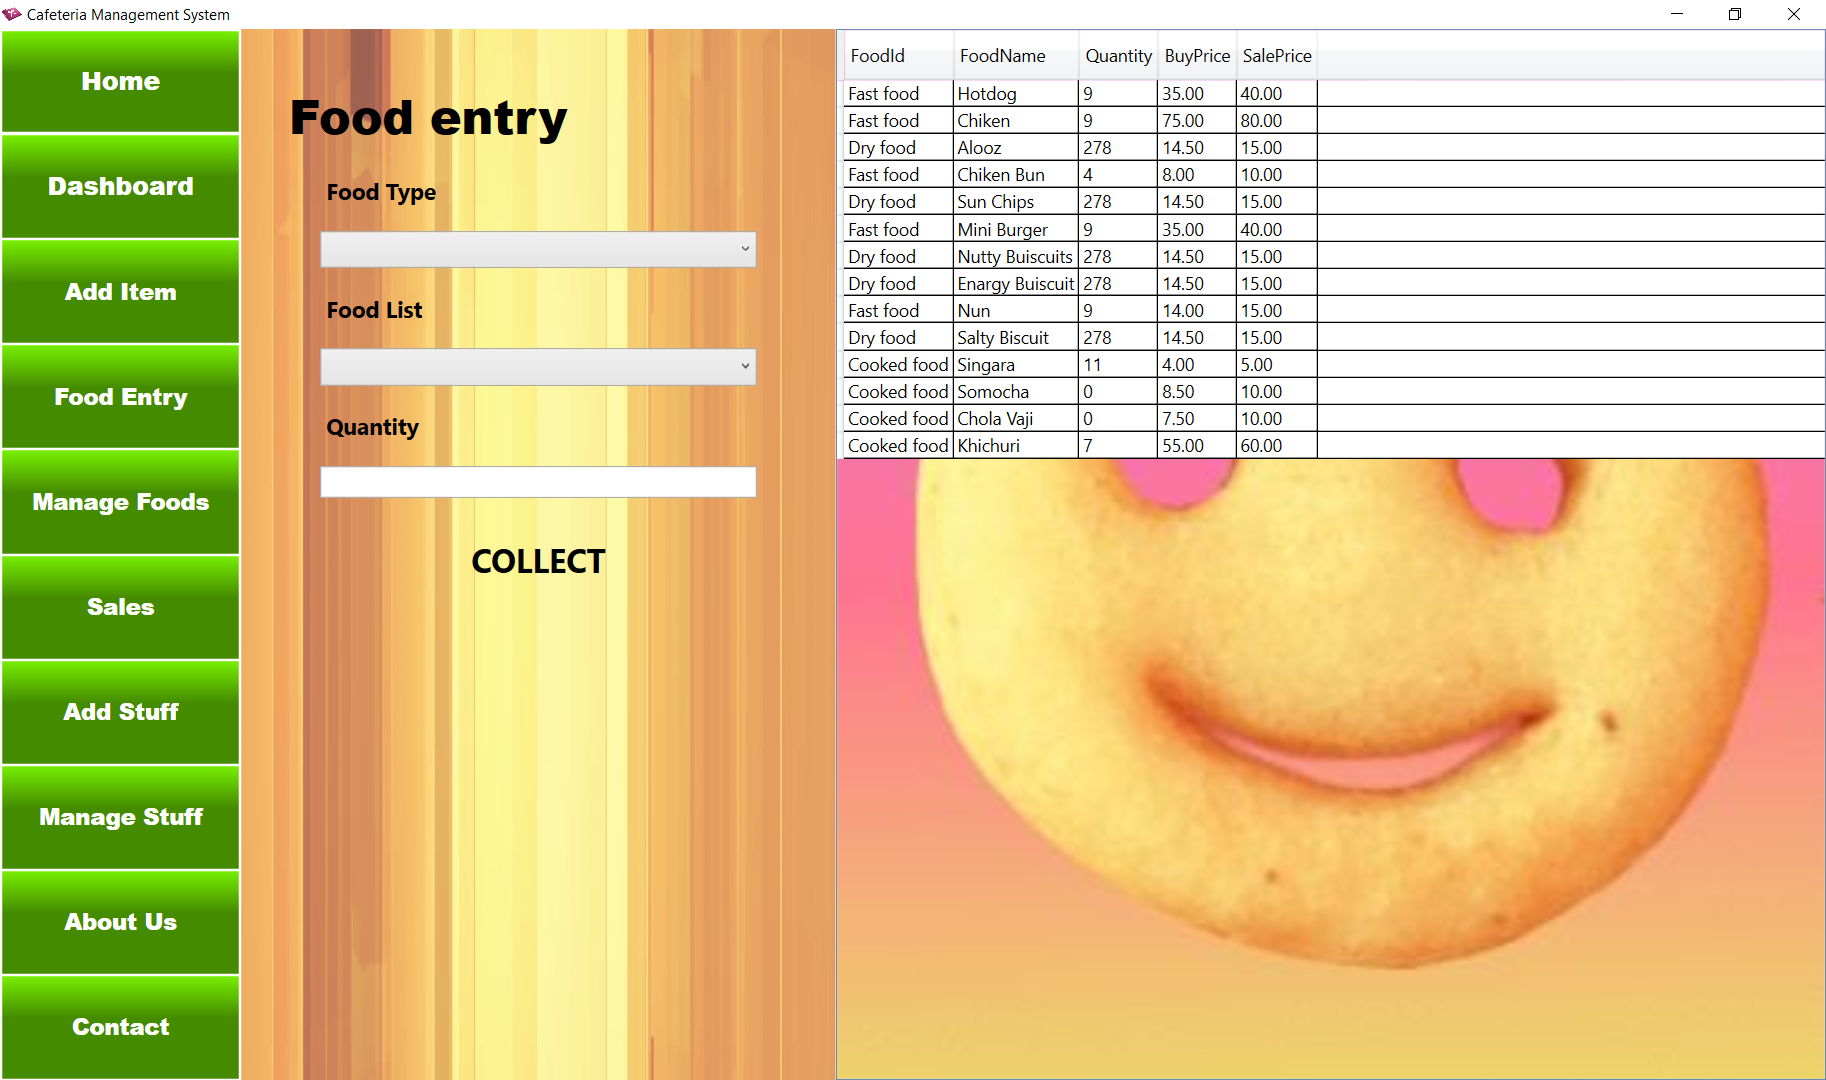 Cafeteria Management System
Home
Dashboard
Add Item
Food Entry
Manage Foods
Sales
Add Stuff
Manage Stuff
About Us
Contact
Food entry
Food Type
Food List
Quantity
COLLECT
FoodId FoodName Quantity BuyPrice SalePrice
Fast food Hotdog 9 35.00 40.00
Fast food Chiken 9 75.00 80.00
Dry food Alooz 278 14.50 15.00
Fast food Chiken Bun 4 8.00 10.00
Dry food Sun Chips 278 14.50 15.00
Fast food Mini Burger 9 35.00 40.00
Dry food Nutty Buiscuits 278 14.50 15.00
Dry food Enargy Buiscuit 278 14.50 15.00
Fast food Nun 9 14.00 15.00
Dry food Salty Biscuit 278 14.50 15.00
Cooked food Singara 11 4.00 5.00
Cooked food Somocha 0 8.50 10.00
Cooked food Chola Vaji 0 7.50 10.00
Cooked food Khichuri 7 55.00 60.00